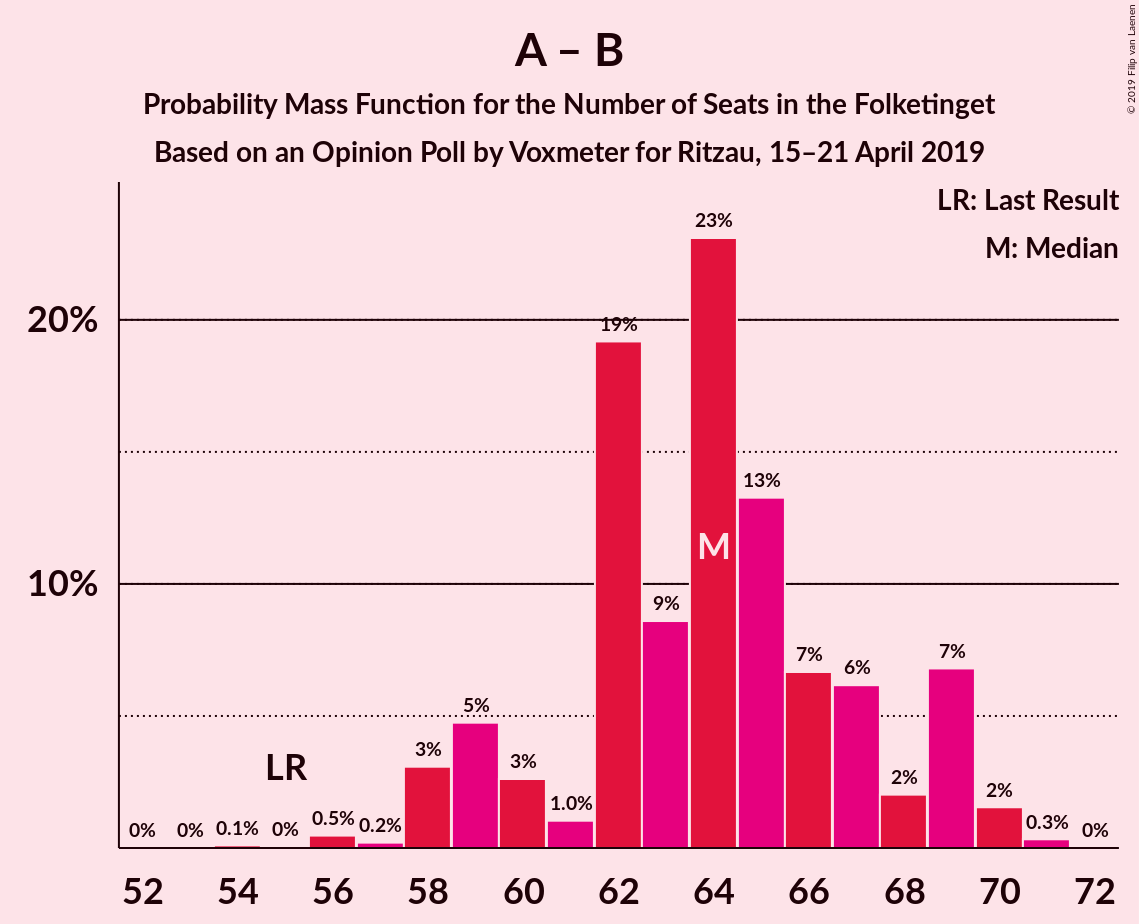 A – B
Probability Mass Function for the Number of Seats in the Folketinget
Based on an Opinion Poll by Voxmeter for Ritzau, 15–21 April 2019
© 2019 Filip van Laenen
LR: Last Result
M: Median
20%
10%
0% 0% 0.1% 0% 0.5% 0.2% 3% 5% 3% 1.0% 19% 9% 23% 13% 7% 6% 2% 7% 2% 0.3% 0%
LR
M
52 54 56 58 60 62 64 66 68 70 72